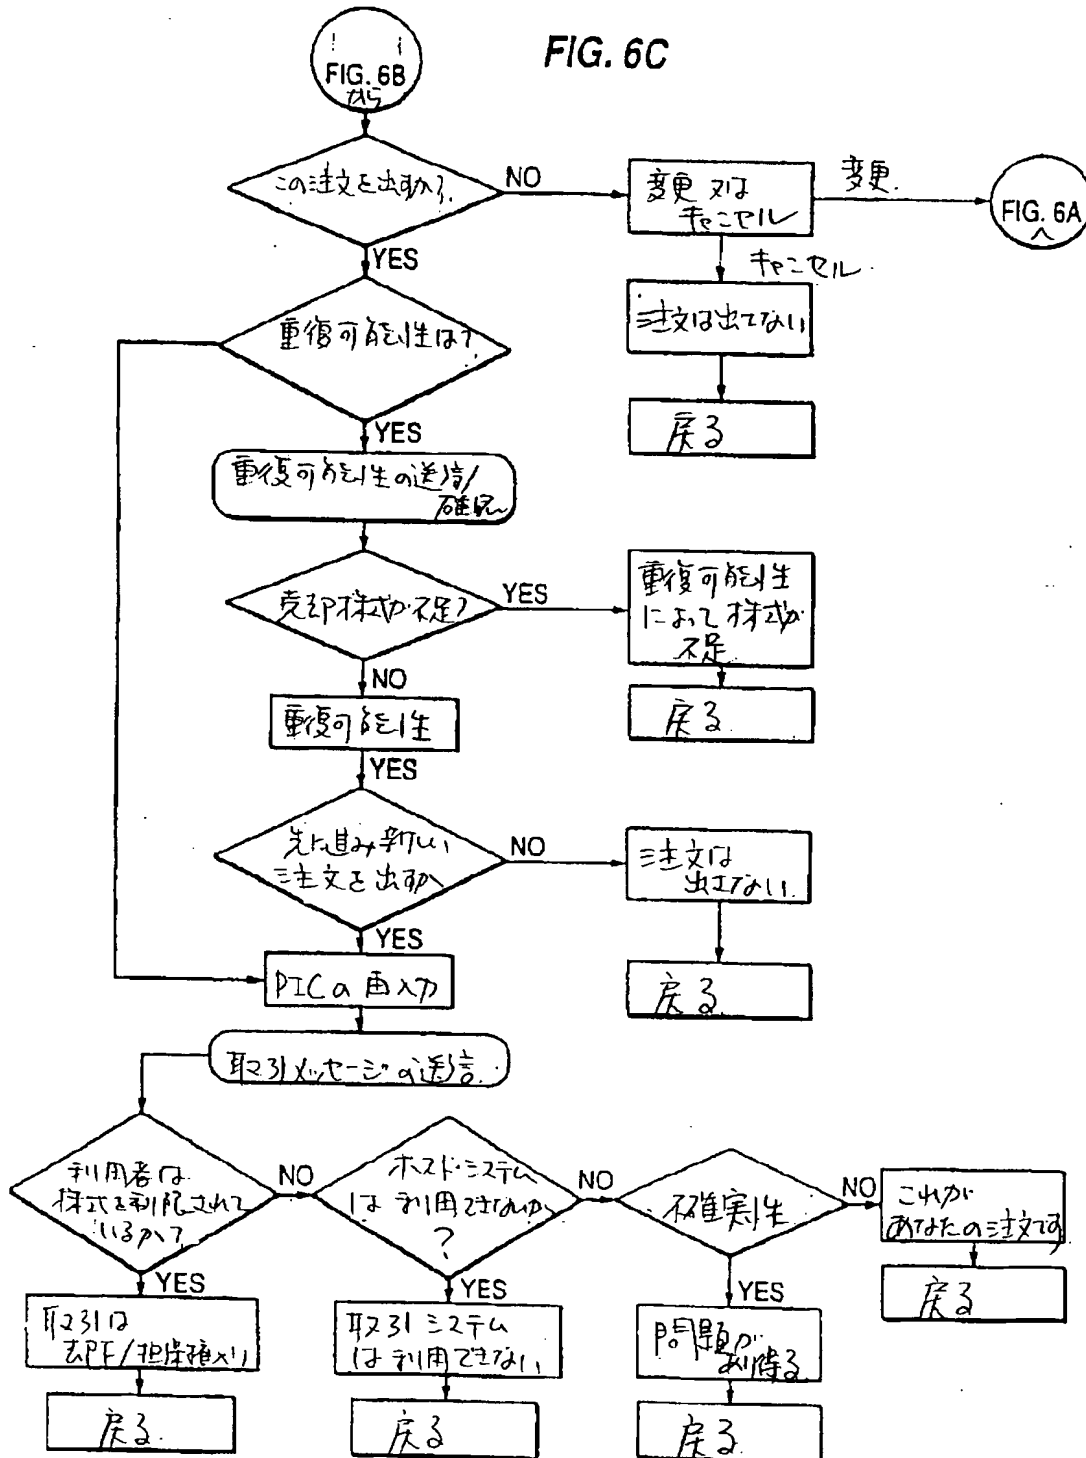 FIG. 6C
FIG. 6B
から
この注文を出すか?
NO
変更 又は
キャンセル
変更
FIG. 6A
へ
YES
キャンセル
注文は出てない
戻る
重複可能性は?
YES
重複可能性の送信/
確認
売却株式が不足?
YES
重複可能性
によって株式が
不足
戻る
NO
重複可能性
YES
先に進み新しい
注文を出すか
NO
注文は
出さない
戻る
YES
PICの再入力
取引メッセージの送信
利用者は
株式を制限されて
いるか?
NO
ホストシステム
は利用できないか
?
NO
不確実性
NO
これが
あなたの注文です
戻る
YES
取引は
戻る
YES
取引システム
は利用できない
戻る
YES
問題が
あり得る
戻る